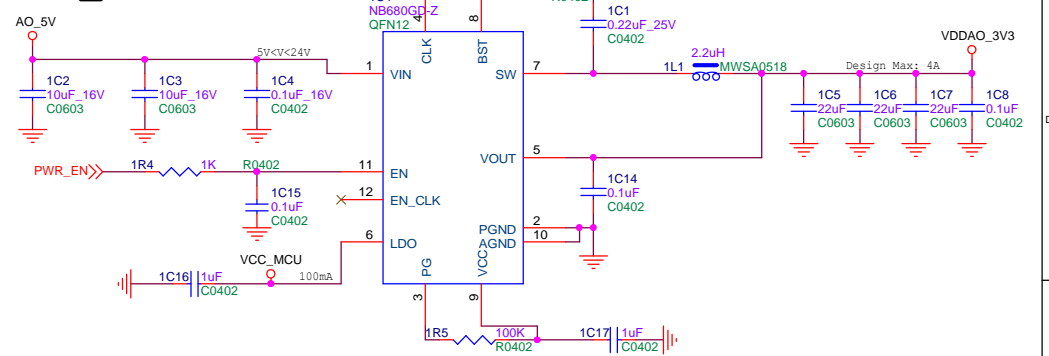 NB680GD-Z
QFN12
4
8
CLK
BST
1C1
0.22uF_25V
C0402
AO_5V
5V<V<24V
1
VIN
SW
7
1L1
2.2uH
MWSA0518
Design Max: 4A
VDDAO_3V3
1C2
10uF_16V
C0603
1C3
10uF_16V
C0603
1C4
0.1uF_16V
C0402
1C5
22uF
C0603
1C6
22uF
C0603
1C7
22uF
C0603
1C8
0.1uF
C0402
PWR_EN
1R4
1K
R0402
11
EN
VOUT
5
12
EN_CLK
1C15
0.1uF
C0402
1C14
0.1uF
C0402
6
LDO
PGND
2
AGND
10
VCC_MCU
100mA
1C16
1uF
C0402
PG
VCC
3
9
1R5
100K
R0402
1C17
1uF
C0402